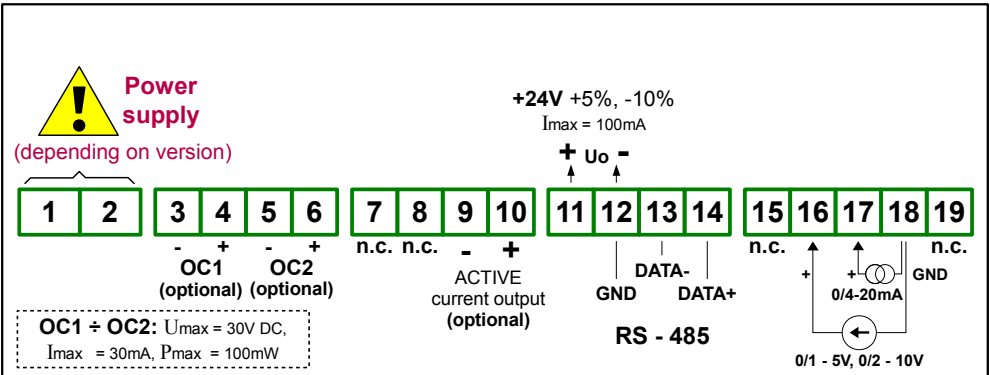 !
Power
supply
(depending on version)
+24V +5%, -10%
Imax = 100mA
+ Uo -
1 2 3 4 5 6 7 8 9 10 11 12 13 14 15 16 17 18 19
- + - + n.c. n.c. - + n.c. n.c.
OC1 OC2
(optional) (optional)
ACTIVE
current output
(optional)
DATA-
GND DATA+
RS - 485
+ + GND
0/4-20mA
0/1 - 5V, 0/2 - 10V
OC1 ÷ OC2: Umax = 30V DC,
Imax = 30mA, Pmax = 100mW